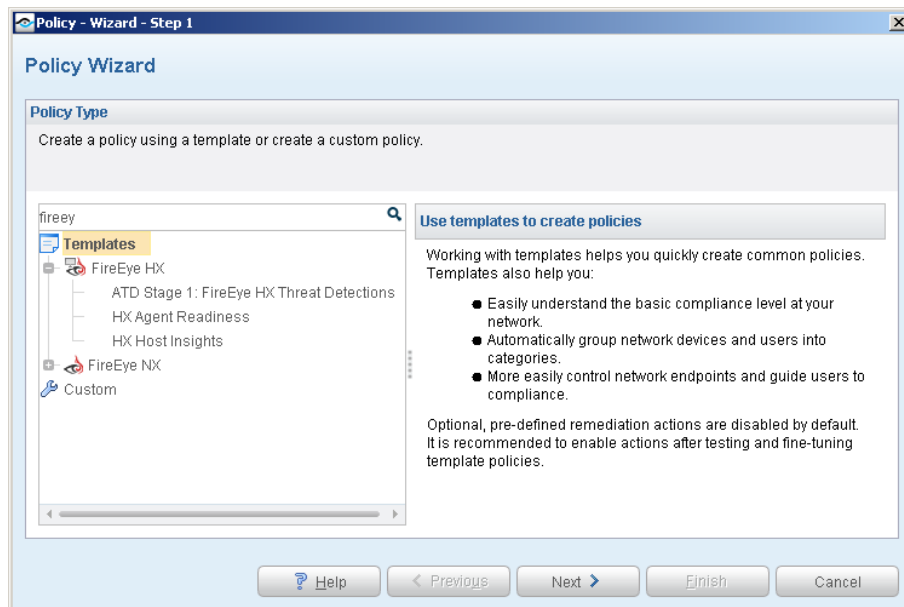 Policy - Wizard - Step 1
Policy Wizard
Policy Type
Create a policy using a template or create a custom policy.
fireey
Templates
FireEye HX
ATD Stage 1: FireEye HX Threat Detections
HX Agent Readiness
HX Host Insights
FireEye NX
Custom
Use templates to create policies
Working with templates helps you quickly create common policies.
Templates also help you:
● Easily understand the basic compliance level at your
network.
● Automatically group network devices and users into
categories.
● More easily control network endpoints and guide users to
compliance.
Optional, pre-defined remediation actions are disabled by default.
It is recommended to enable actions after testing and fine-tuning
template policies.
Help
Previous
Next
Finish
Cancel